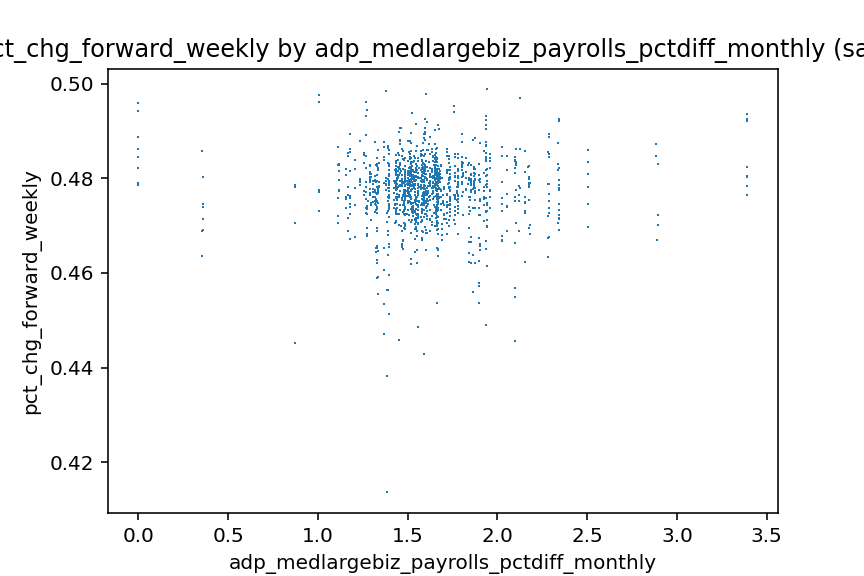 ct_chg_forward_weekly by adp_medlargebiz_payrolls_pctdiff_monthly (sa
0.50
0.48
0.46
0.44
0.42
pct_chg_forward_weekly
0.0 0.5 1.0 1.5 2.0 2.5 3.0 3.5
adp_medlargebiz_payrolls_pctdiff_monthly